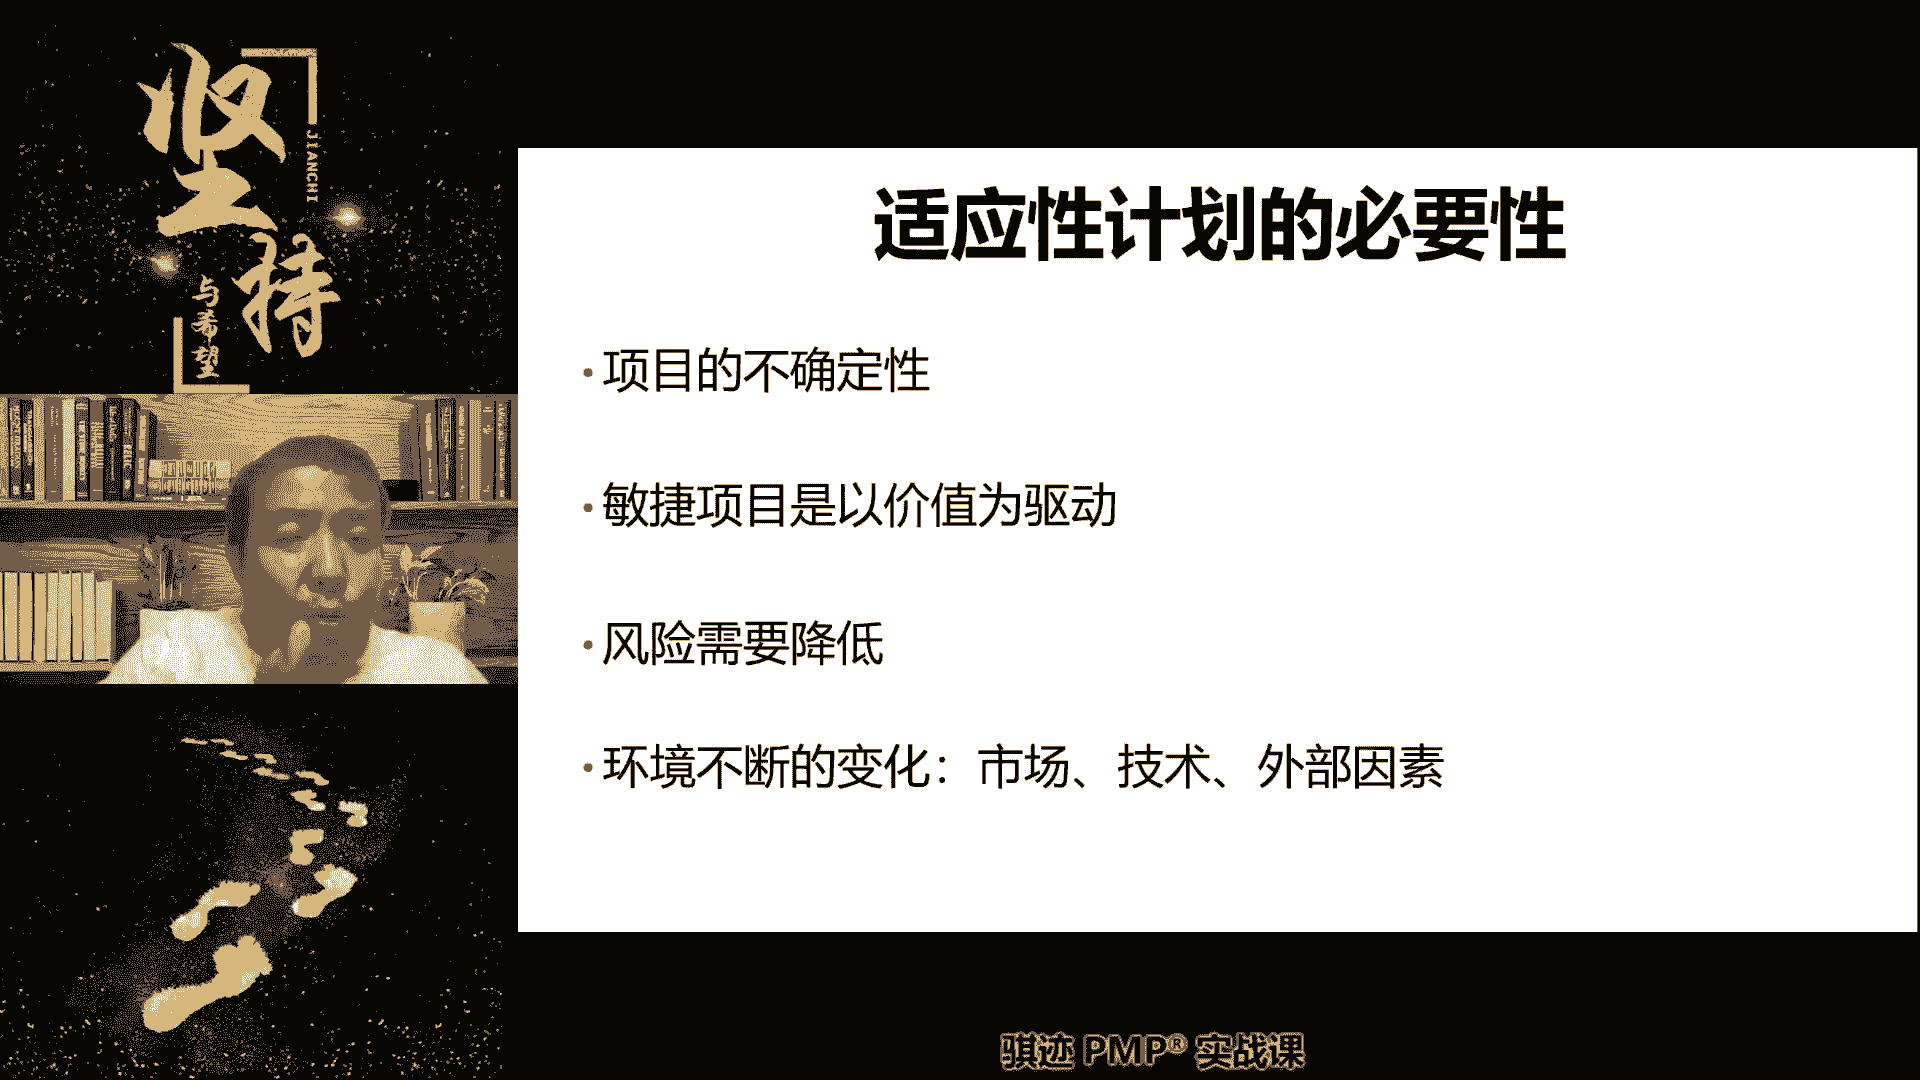 坚持
JIANCHI
与希望
适应性计划的必要性
·项目的不确定性
·敏捷项目是以价值为驱动
·风险需要降低
·环境不断的变化：市场、技术、外部因素
骐迹 PMP® 实战课